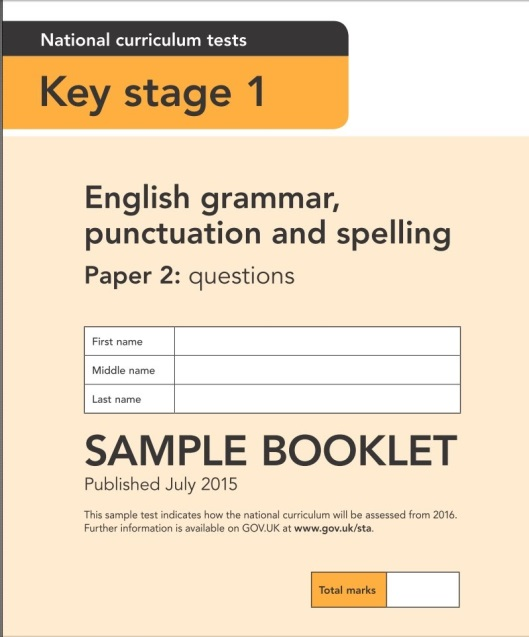 National curriculum tests
Key stage 1
English grammar,
punctuation and spelling
Paper 2: questions
First name
Middle name
Last name
SAMPLE BOOKLET
Published July 2015
This sample test indicates how the national curriculum will be assessed from 2016.
Further information is available on GOV.UK at www.gov.uk/sta.
Total marks